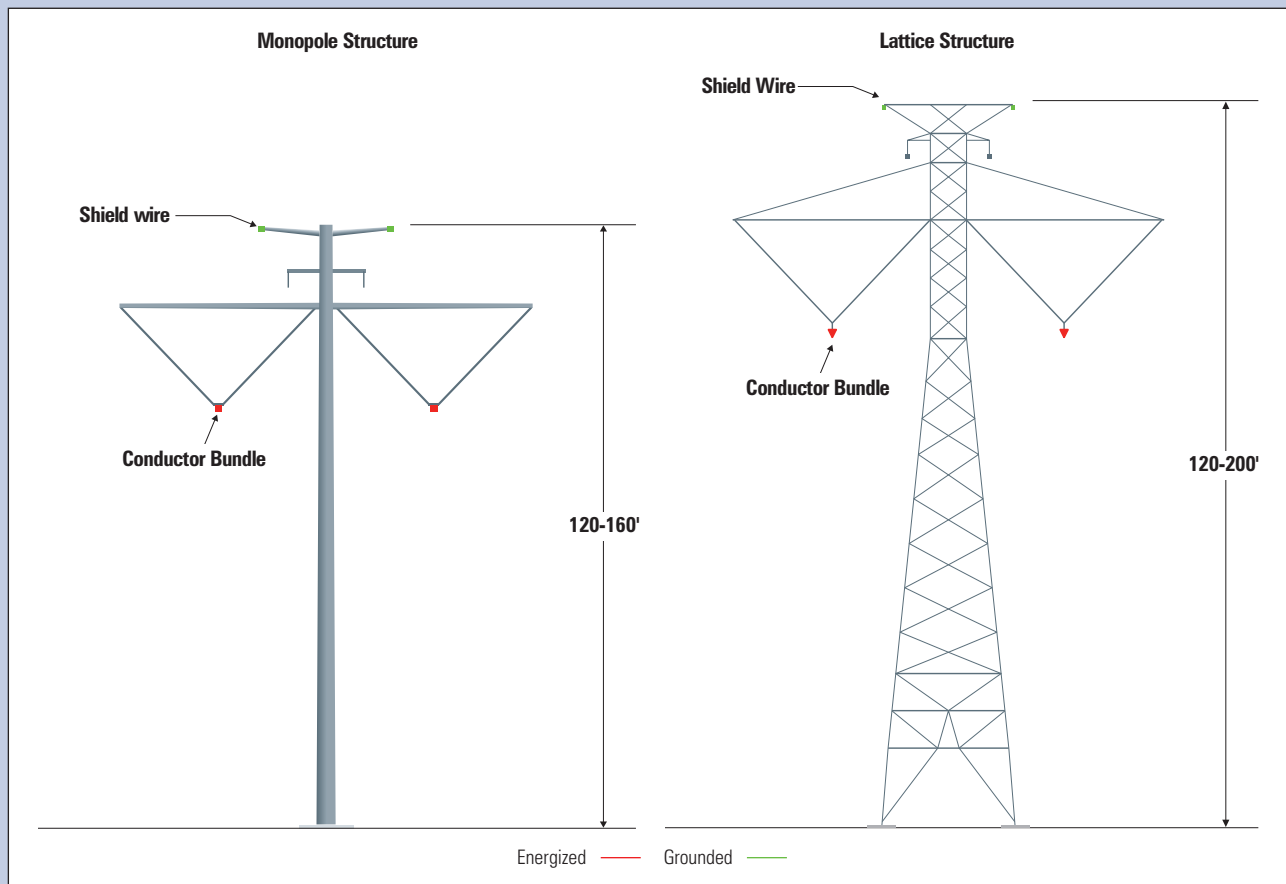 Monopole Structure
Shield wire
Conductor Bundle
120-160'
Lattice Structure
Shield Wire
Conductor Bundle
120-200'
Energized
Grounded